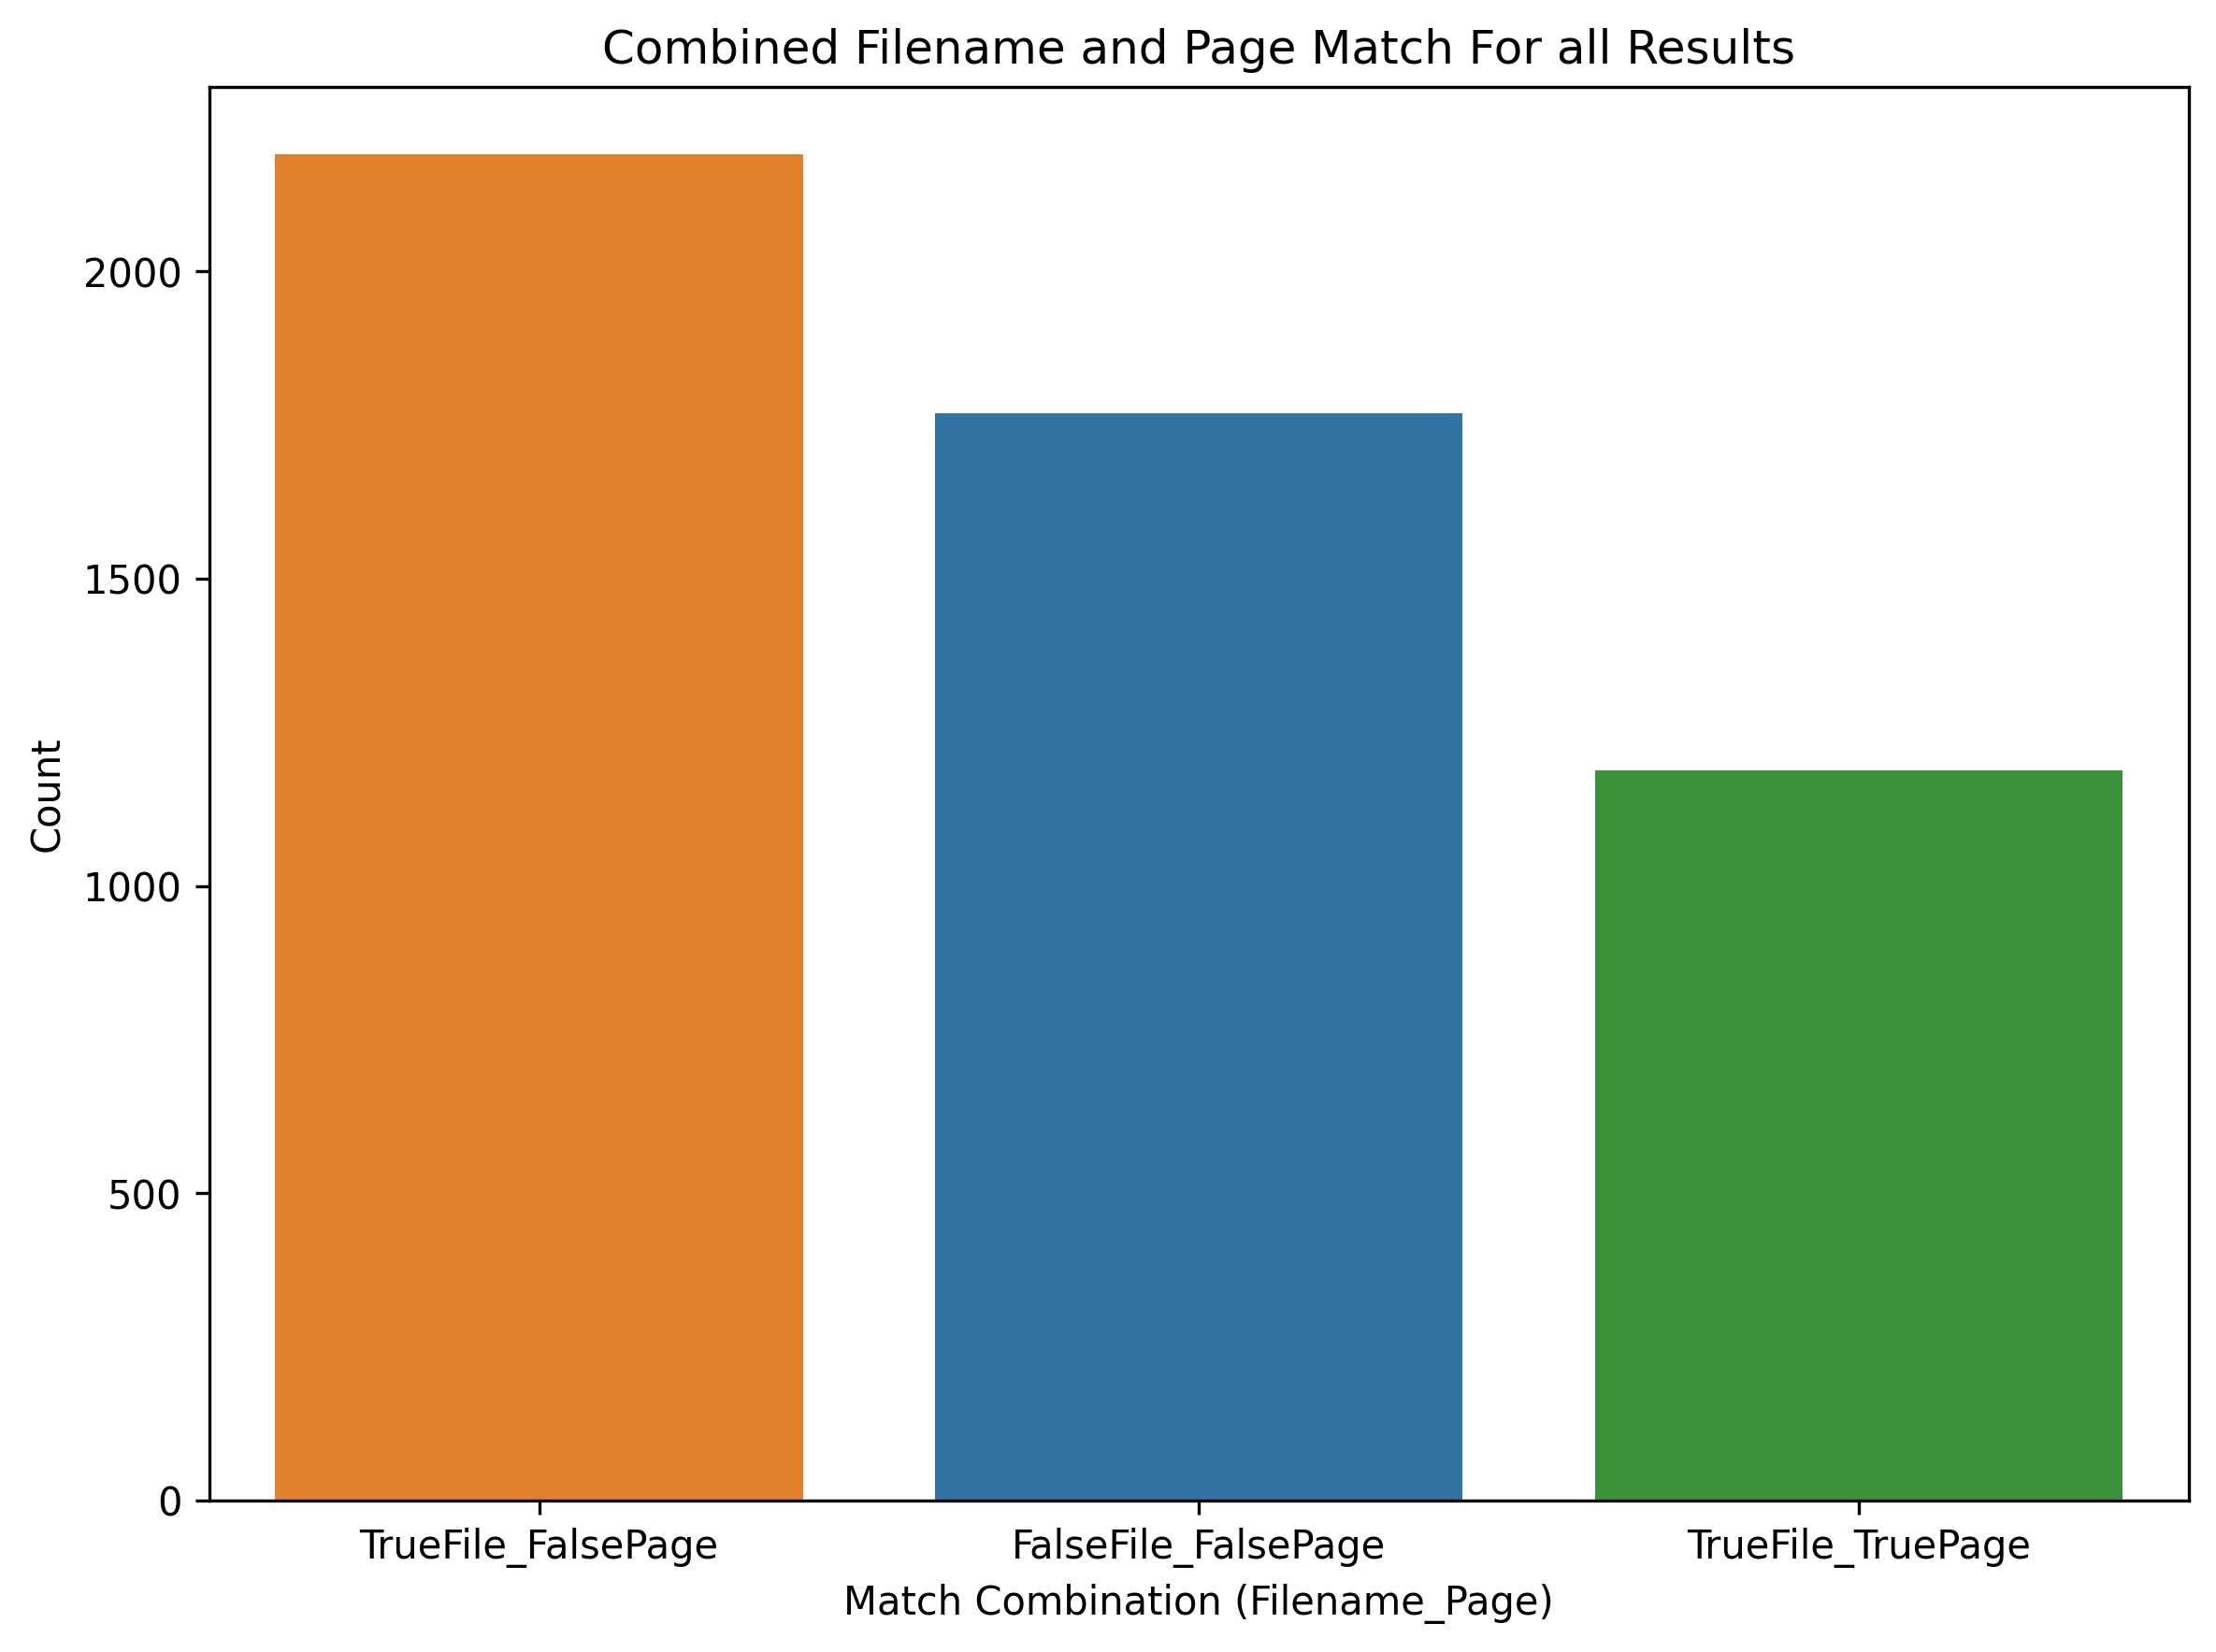 Combined Filename and Page Match For all Results
Count
2000
1500
1000
500
0
TrueFile_FalsePage
FalseFile_FalsePage
TrueFile_TruePage
Match Combination (Filename_Page)